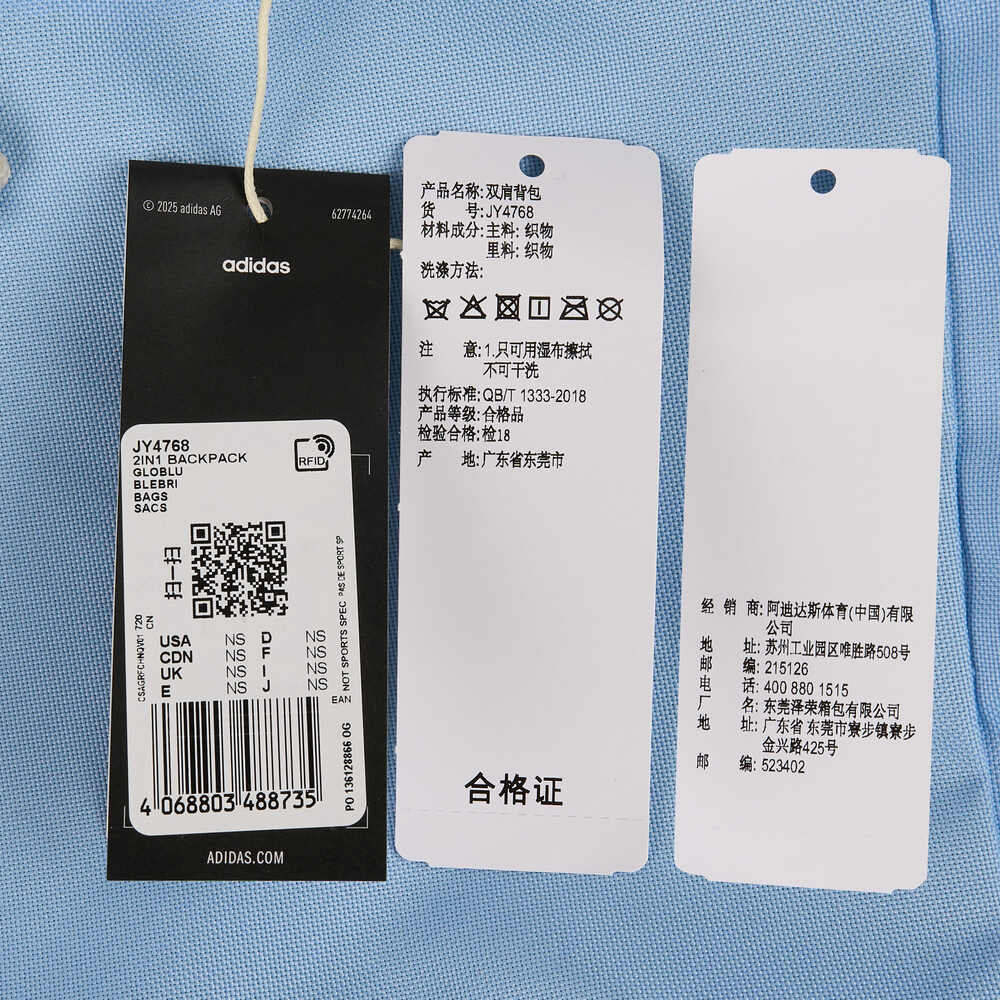 © 2025 adidas AG
62774264
adidas
JY4768
2IN1 BACKPACK
GLOBLU
BLEBRI
BAGS
SACS
RFID
扫一扫
CSAGRFC-HNQV01 720
CN
USA NS D NS
CDN NS F NS
UK NS I NS
E NS J NS
NOT SPORTS SPEC PAS DE SPORT SP
EAN
4 068803 488735
PO 136128866 OG
ADIDAS.COM
产品名称:双肩背包
货 号:JY4768
材料成分:主料: 织物
里料: 织物
洗涤方法:
注 意:1.只可用湿布擦拭
不可干洗
执行标准:QB/T 1333-2018
产品等级:合格品
检验合格:检18
产 地:广东省东莞市
合格证
经 销 商:阿迪达斯体育(中国)有限
公司
地 址:苏州工业园区唯胜路508号
邮 编:215126
电 话:400 880 1515
厂 名:东莞泽荣箱包有限公司
地 址:广东省 东莞市寮步镇寮步
金兴路425号
邮 编:523402